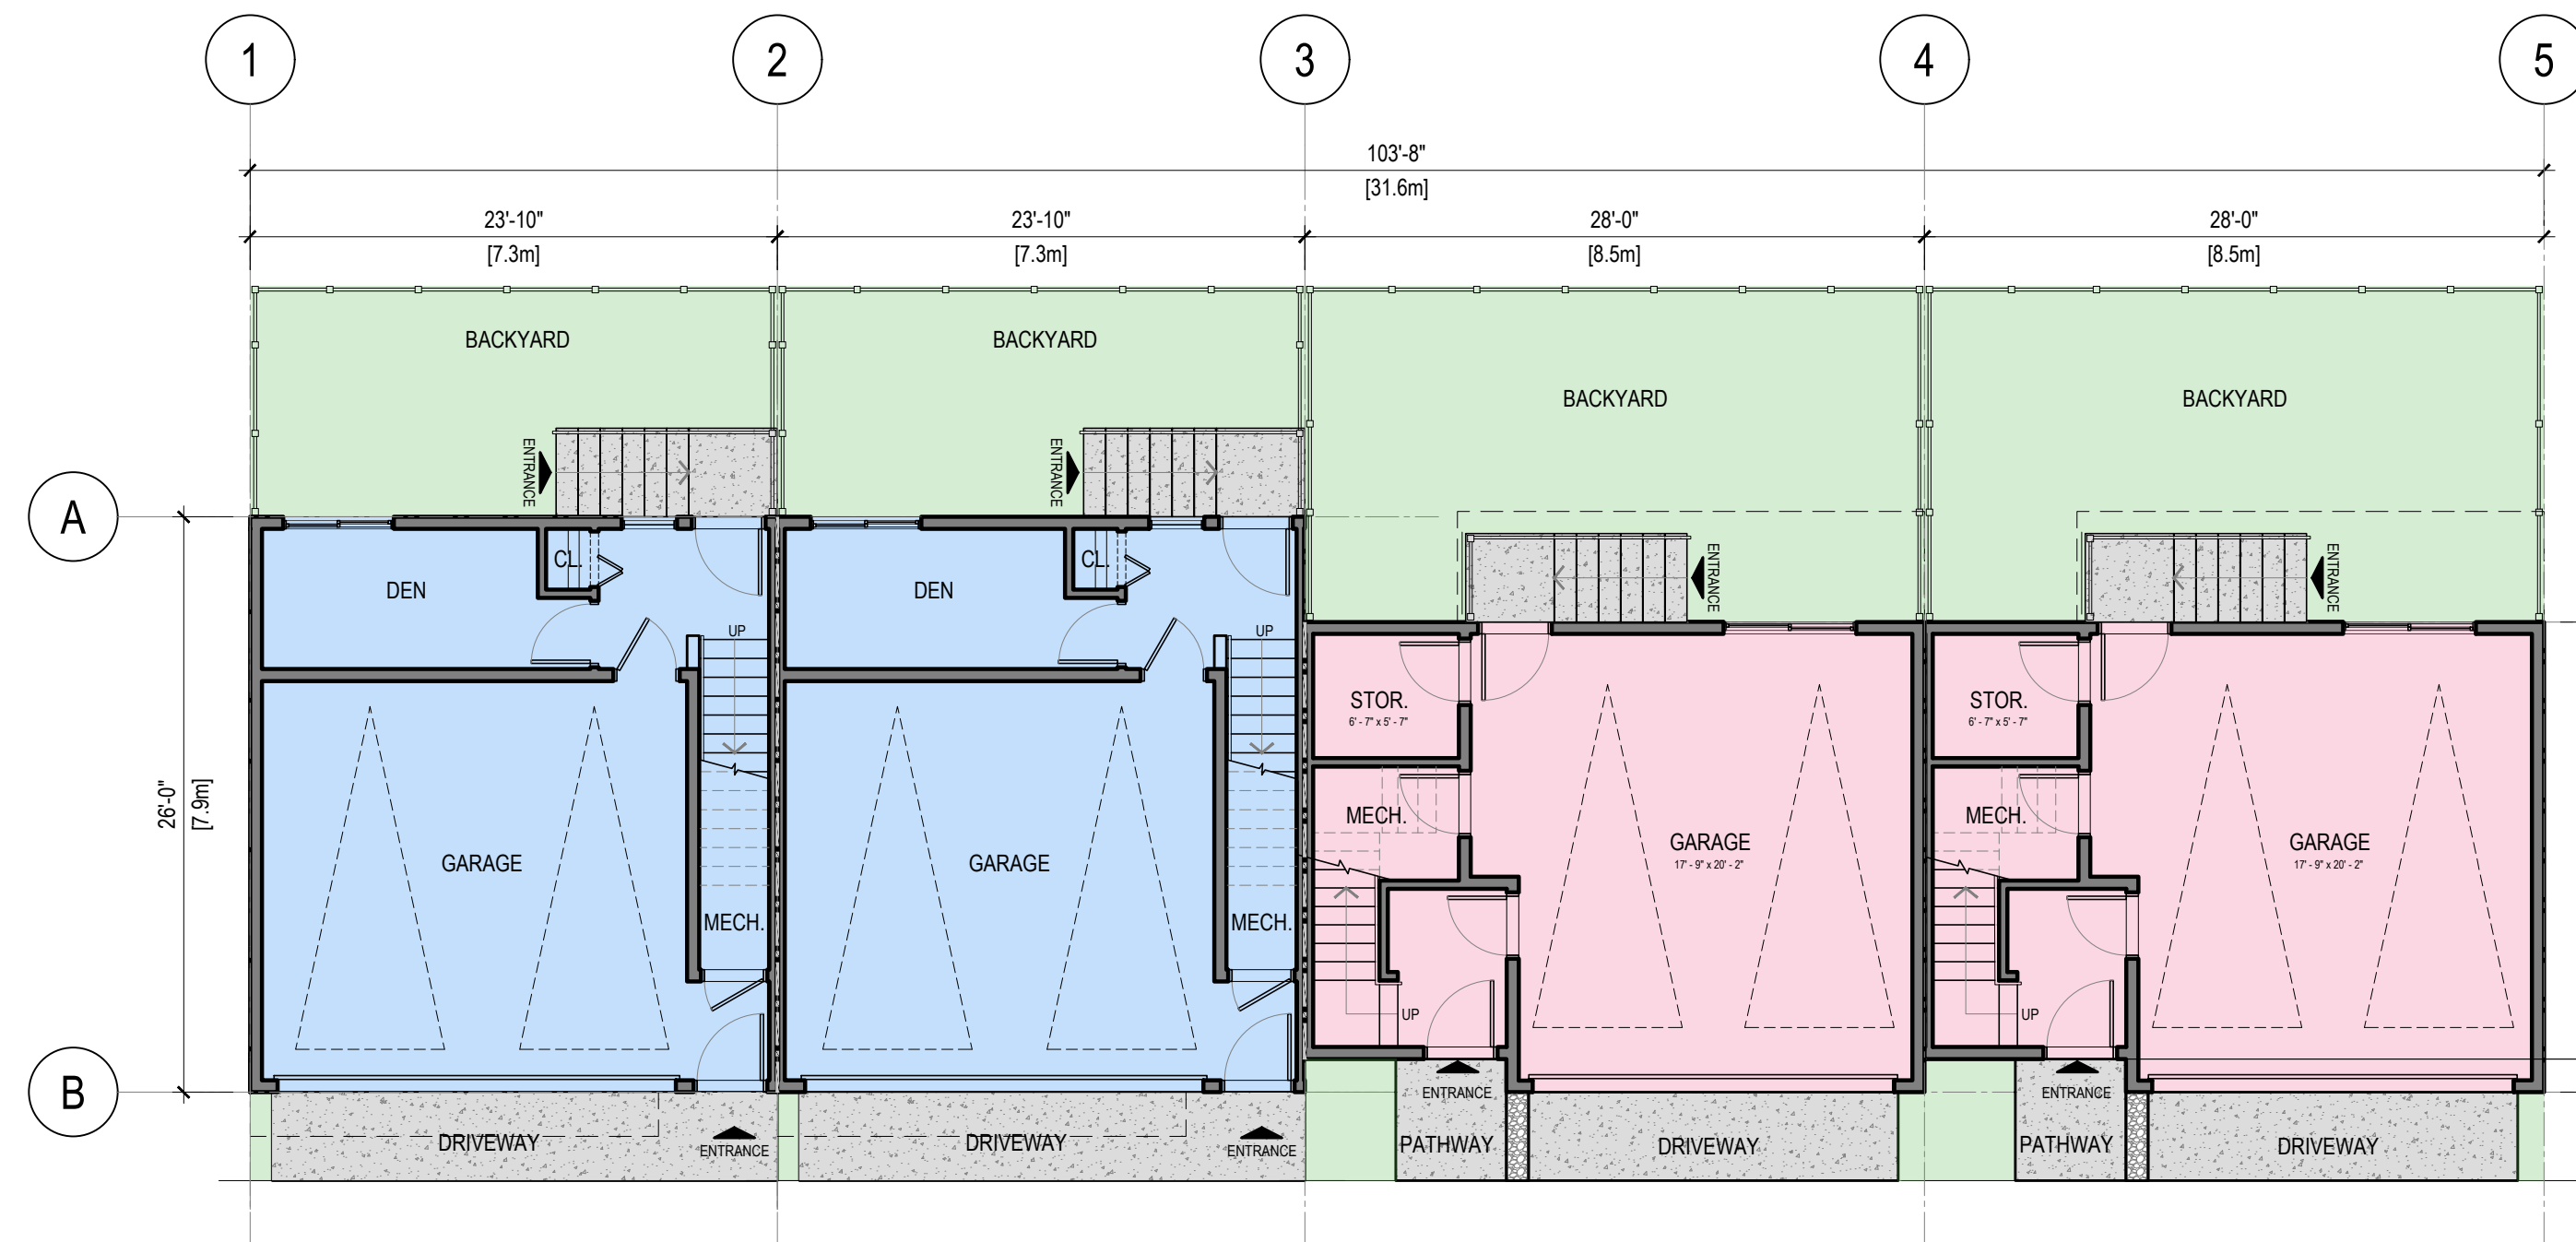 1
2
3
4
5
103'-8"
[31.6m]
23'-10"
23'-10"
28'-0"
28'-0"
[7.3m]
[7.3m]
[8.5m]
[8.5m]
BACKYARD
BACKYARD
BACKYARD
BACKYARD
ENTRANCE
ENTRANCE
A
ENTRANCE
ENTRANCE
CL.
CL.
DEN
DEN
UP
UP
STOR.
6' - 7" x 5' - 7"
STOR.
6' - 7" x 5' - 7"
26'-0"
[7.9m]
MECH.
MECH.
GARAGE
GARAGE
GARAGE
17' - 9" x 20' - 2"
GARAGE
17' - 9" x 20' - 2"
MECH.
MECH.
UP
UP
B
ENTRANCE
ENTRANCE
DRIVEWAY
ENTRANCE
DRIVEWAY
ENTRANCE
PATHWAY
DRIVEWAY
PATHWAY
DRIVEWAY